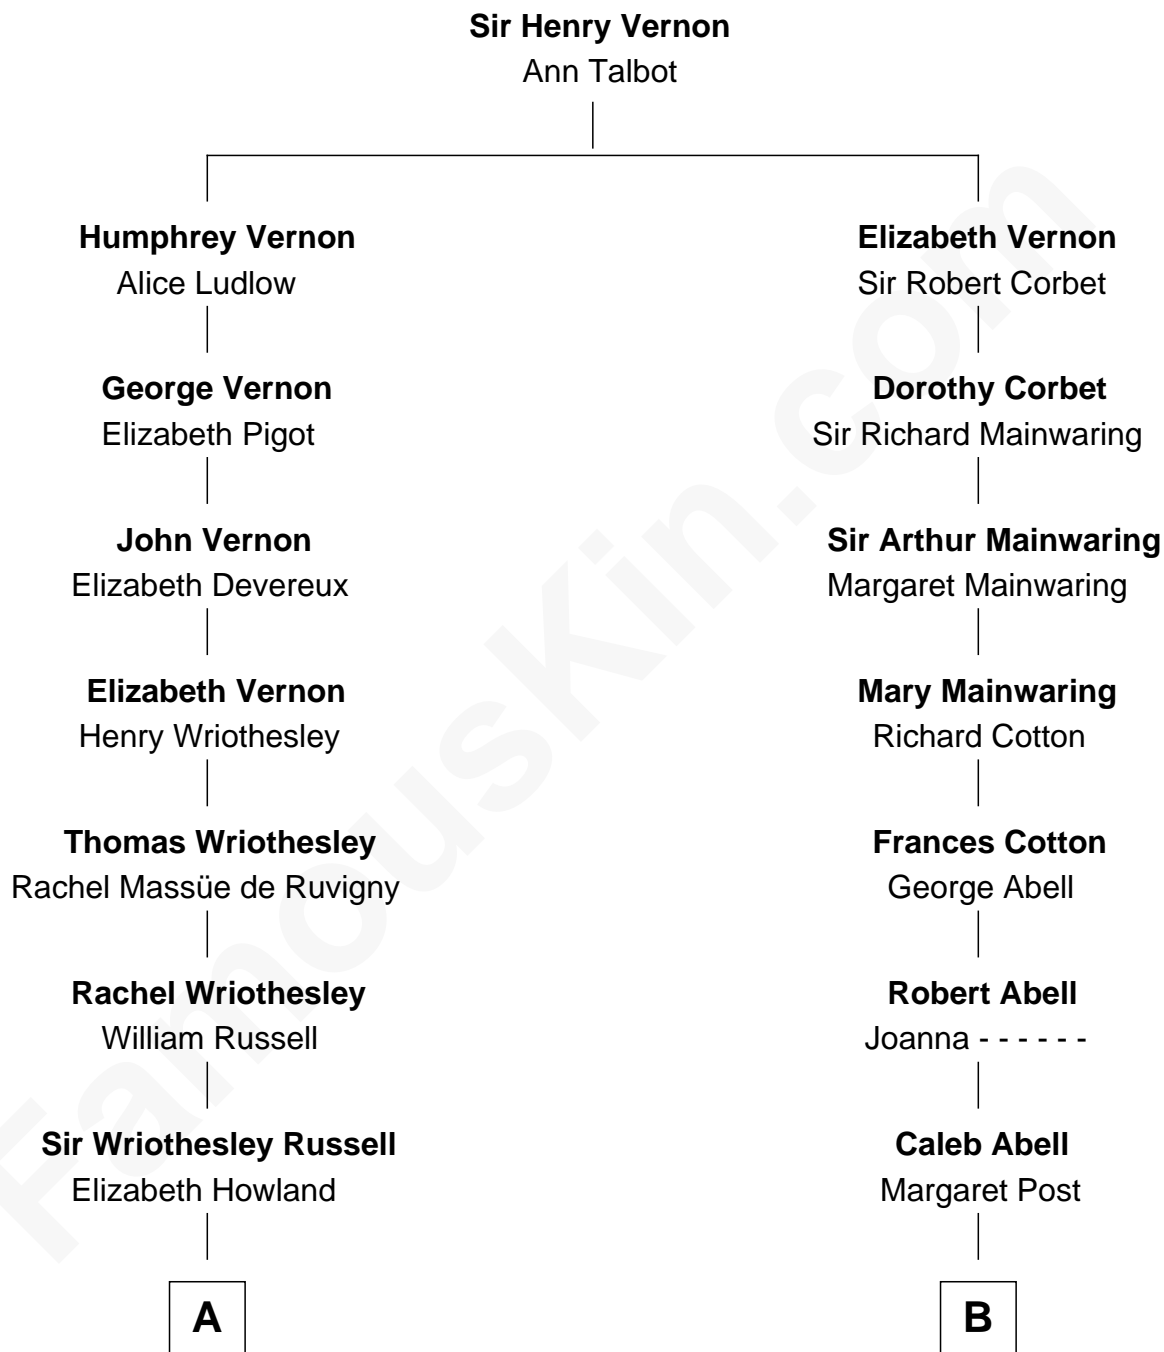 Sir Henry Vernon
Ann Talbot
Humphrey Vernon
Alice Ludlow
Elizabeth Vernon
Sir Robert Corbet
George Vernon
Elizabeth Pigot
Dorothy Corbet
Sir Richard Mainwaring
John Vernon
Elizabeth Devereux
Sir Arthur Mainwaring
Margaret Mainwaring
Elizabeth Vernon
Henry Wriothesley
Mary Mainwaring
Richard Cotton
Thomas Wriothesley
Rachel Massüe de Ruvigny
Frances Cotton
George Abell
Rachel Wriothesley
William Russell
Robert Abell
Joanna - - - - - -
Sir Wriothesley Russell
Elizabeth Howland
Caleb Abell
Margaret Post
A
B
FamousKin.com